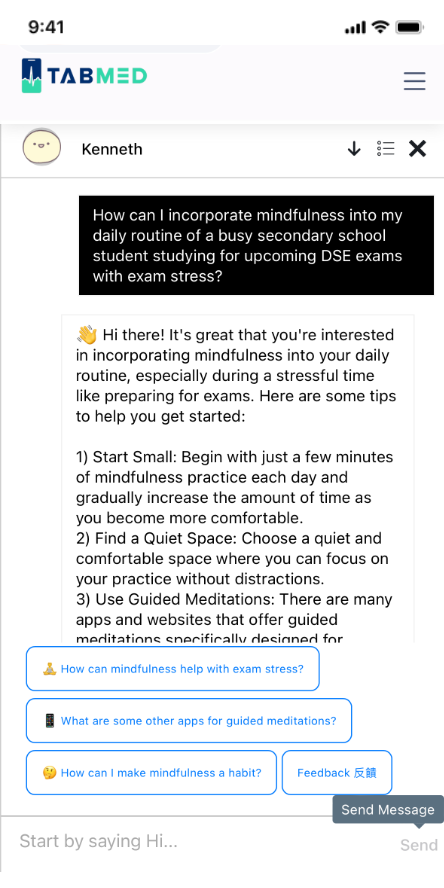 9:41
TABMED
Kenneth
How can I incorporate mindfulness into my
daily routine of a busy secondary school
student studying for upcoming DSE exams
with exam stress?
👋 Hi there! It's great that you're interested
in incorporating mindfulness into your daily
routine, especially during a stressful time
like preparing for exams. Here are some tips
to help you get started:
1) Start Small: Begin with just a few minutes
of mindfulness practice each day and
gradually increase the amount of time as
you become more comfortable.
2) Find a Quiet Space: Choose a quiet and
comfortable space where you can focus on
your practice without distractions.
3) Use Guided Meditations: There are many
apps and websites that offer guided
meditations specifically designed for
🧘 How can mindfulness help with exam stress?
📱 What are some other apps for guided meditations?
🤔 How can I make mindfulness a habit?
Feedback 反饋
Send Message
Start by saying Hi...
Send